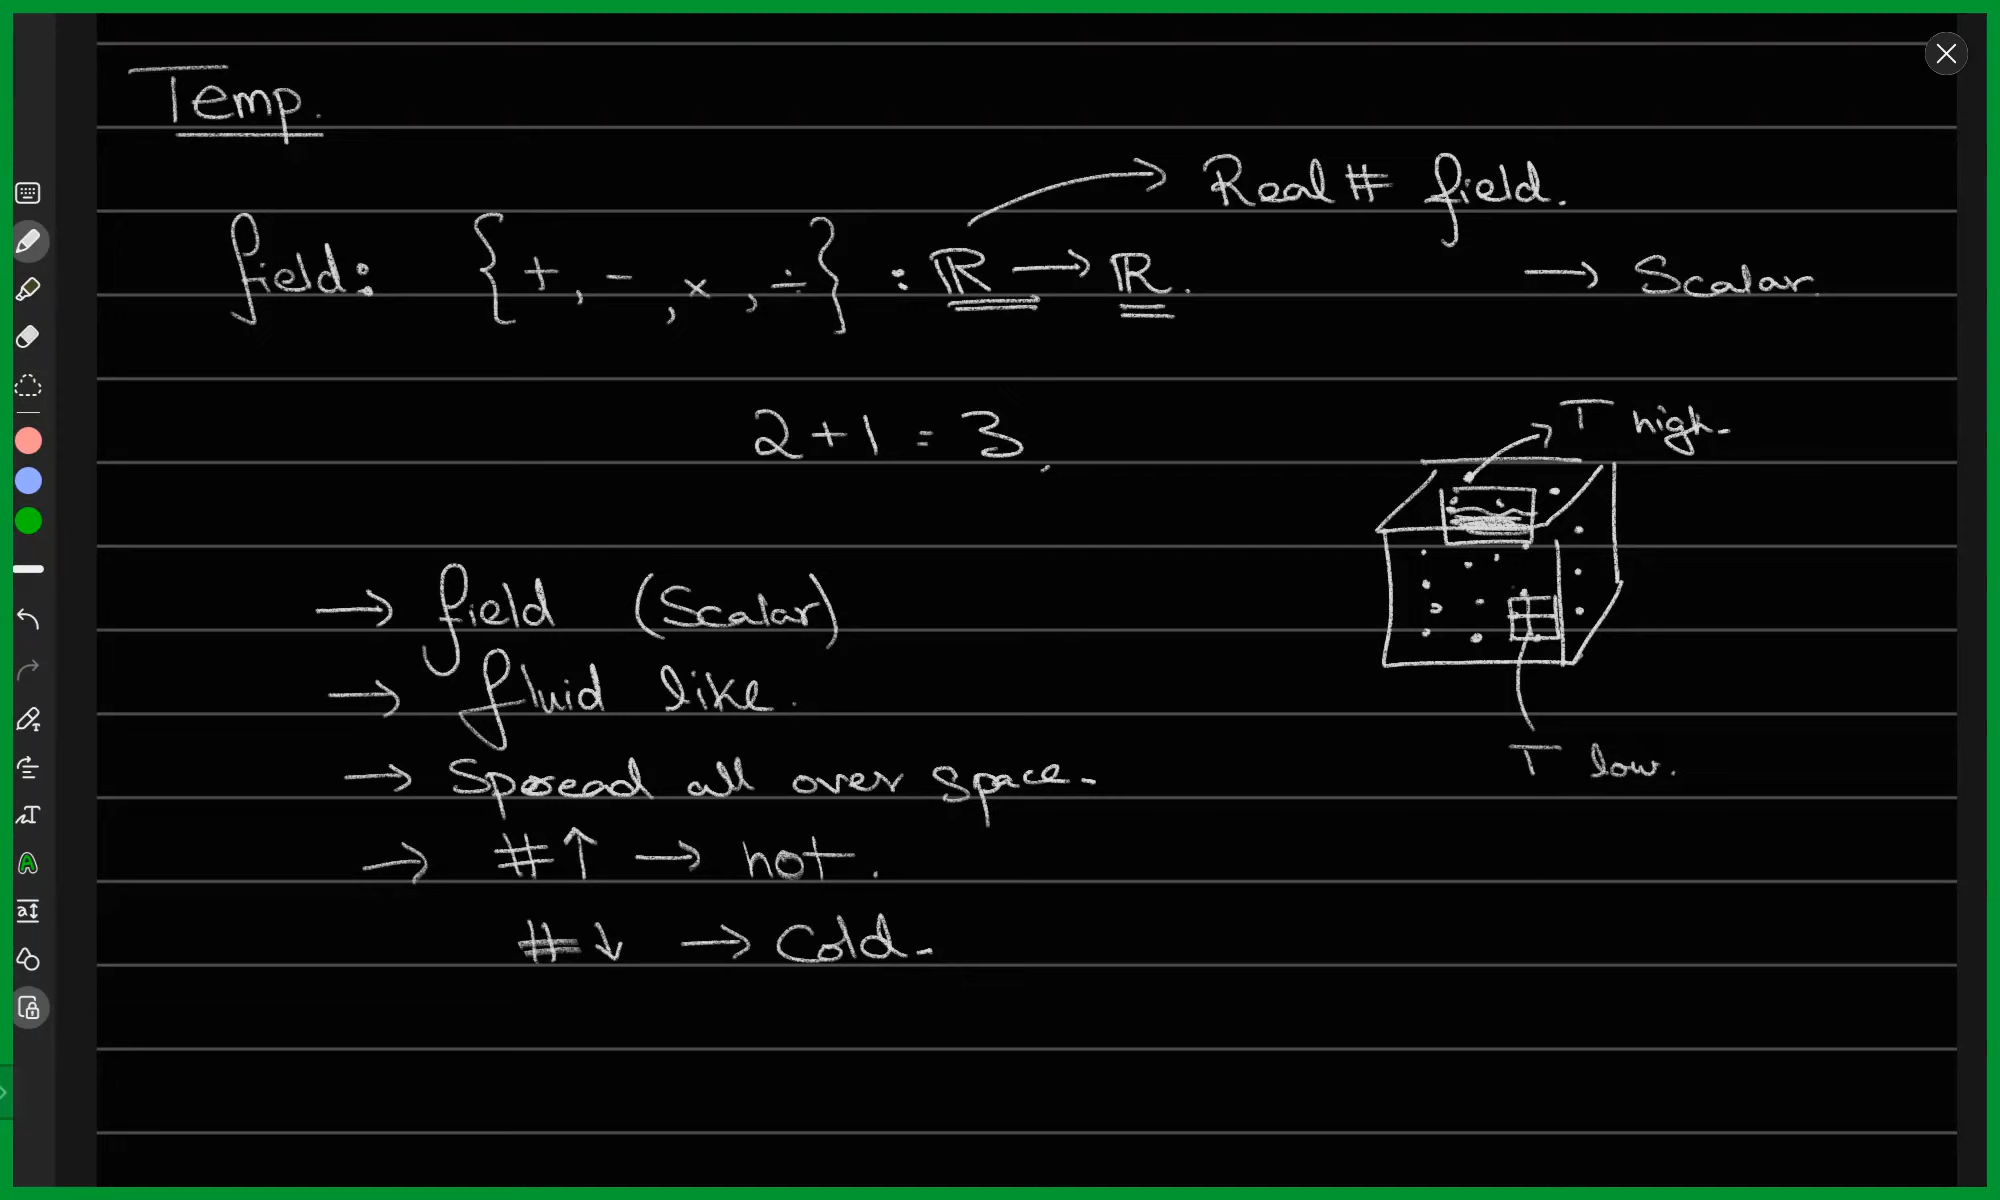 Temp.
→ Real # field.
field: {+, -, ×, ÷} : ℝ → ℝ.
→ Scalar.
2 + 1 = 3,
T high.
→ field (Scalar)
→ fluid like.
→ Spread all over space.
T low.
→ #↑ → hot.
#↓ → Cold.